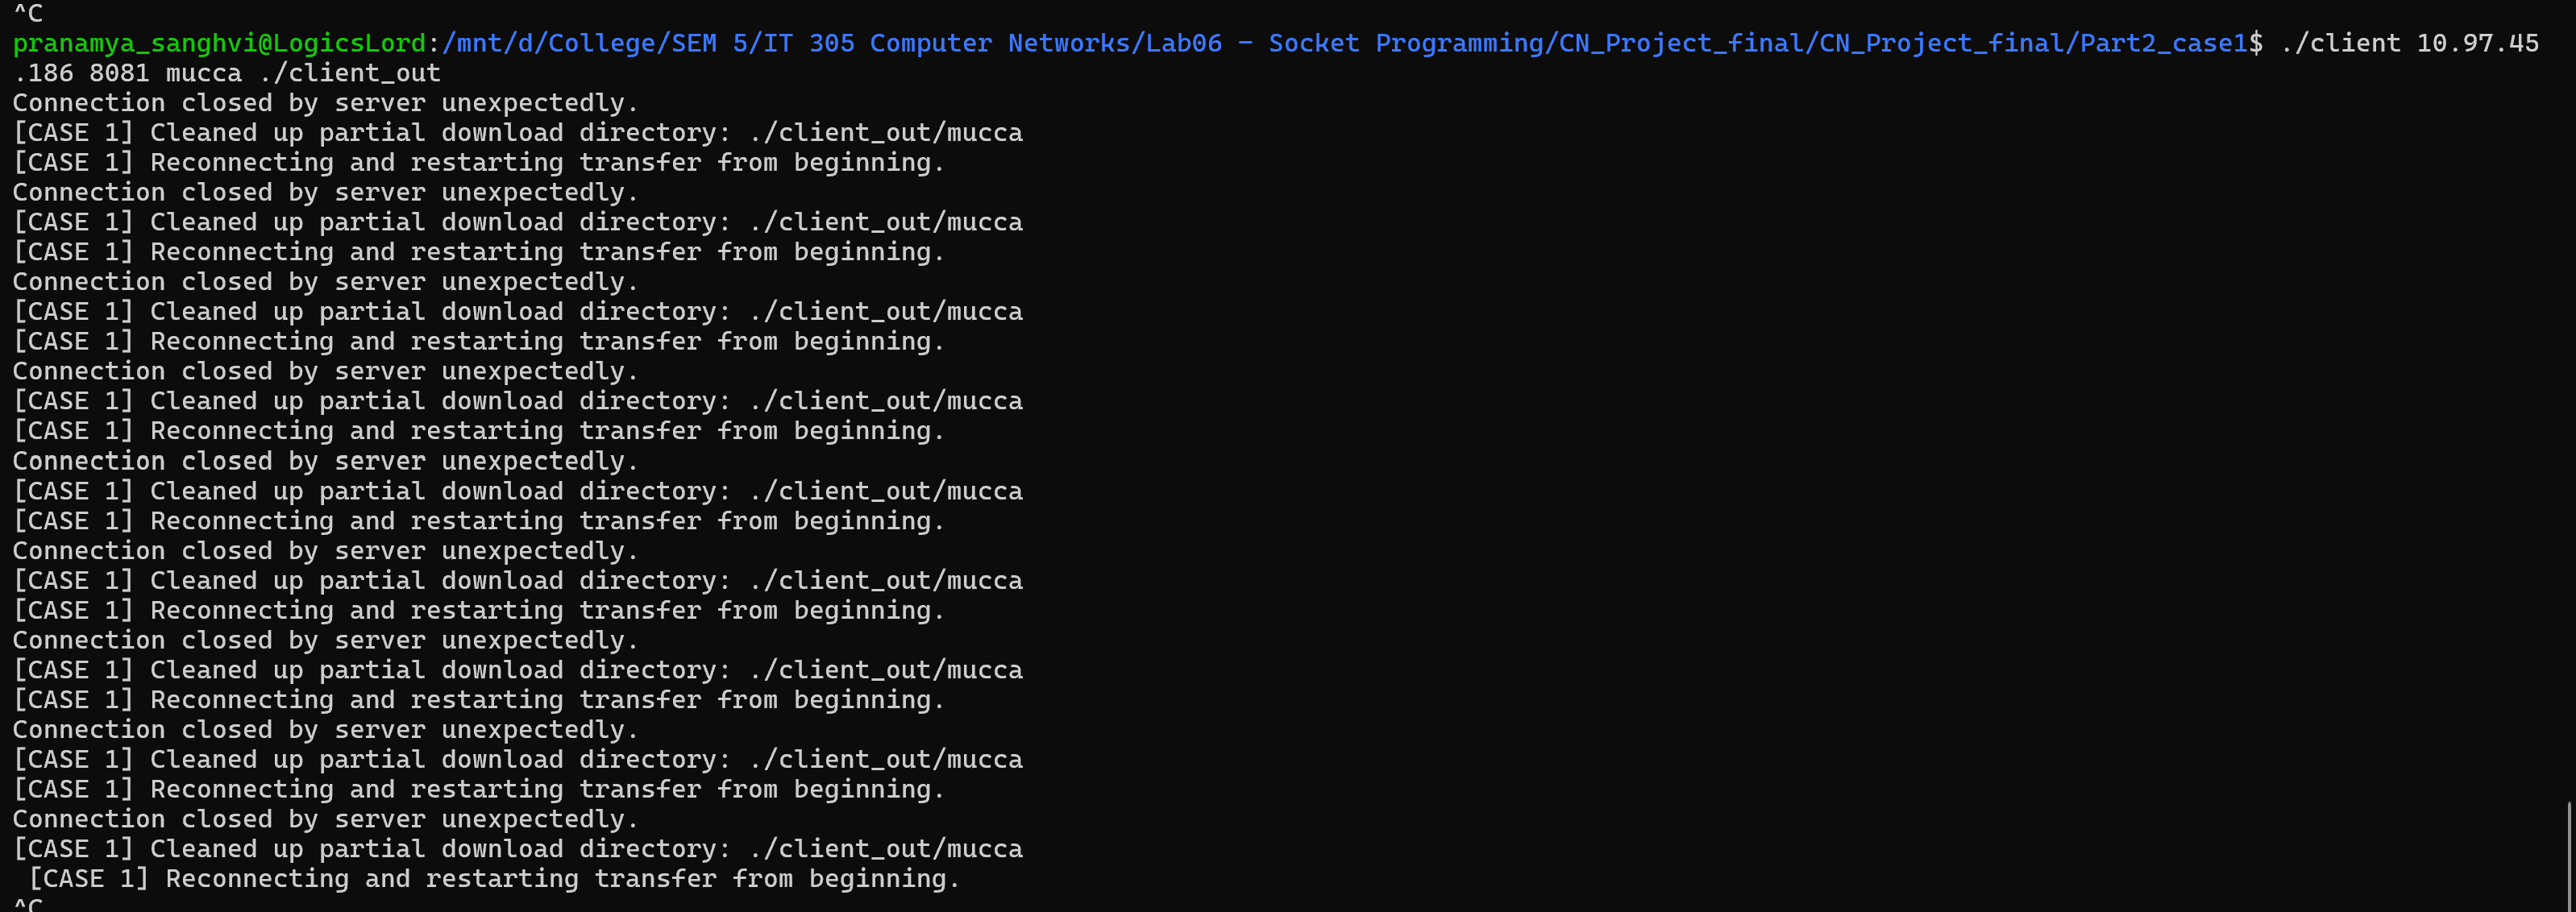 ^C
pranamya_sanghvi@LogicsLord:/mnt/d/College/SEM 5/IT 305 Computer Networks/Lab06 - Socket Programming/CN_Project_final/CN_Project_final/Part2_case1$ ./client 10.97.45
.186 8081 mucca ./client_out
Connection closed by server unexpectedly.
[CASE 1] Cleaned up partial download directory: ./client_out/mucca
[CASE 1] Reconnecting and restarting transfer from beginning.
Connection closed by server unexpectedly.
[CASE 1] Cleaned up partial download directory: ./client_out/mucca
[CASE 1] Reconnecting and restarting transfer from beginning.
Connection closed by server unexpectedly.
[CASE 1] Cleaned up partial download directory: ./client_out/mucca
[CASE 1] Reconnecting and restarting transfer from beginning.
Connection closed by server unexpectedly.
[CASE 1] Cleaned up partial download directory: ./client_out/mucca
[CASE 1] Reconnecting and restarting transfer from beginning.
Connection closed by server unexpectedly.
[CASE 1] Cleaned up partial download directory: ./client_out/mucca
[CASE 1] Reconnecting and restarting transfer from beginning.
Connection closed by server unexpectedly.
[CASE 1] Cleaned up partial download directory: ./client_out/mucca
[CASE 1] Reconnecting and restarting transfer from beginning.
Connection closed by server unexpectedly.
[CASE 1] Cleaned up partial download directory: ./client_out/mucca
[CASE 1] Reconnecting and restarting transfer from beginning.
Connection closed by server unexpectedly.
[CASE 1] Cleaned up partial download directory: ./client_out/mucca
[CASE 1] Reconnecting and restarting transfer from beginning.
Connection closed by server unexpectedly.
[CASE 1] Cleaned up partial download directory: ./client_out/mucca
 [CASE 1] Reconnecting and restarting transfer from beginning.
^C